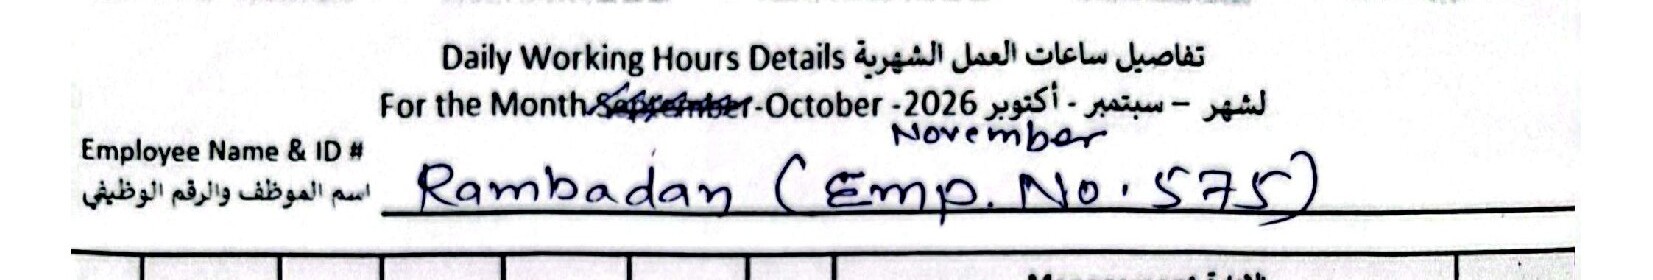 Daily Working Hours Details تفاصيل ساعات العمل الشهرية
For the Month September-October -2026 لشهر – سبتمبر - أكتوبر
November
Employee Name & ID #
اسم الموظف والرقم الوظيفي
Rambadan (Emp. No. 575)